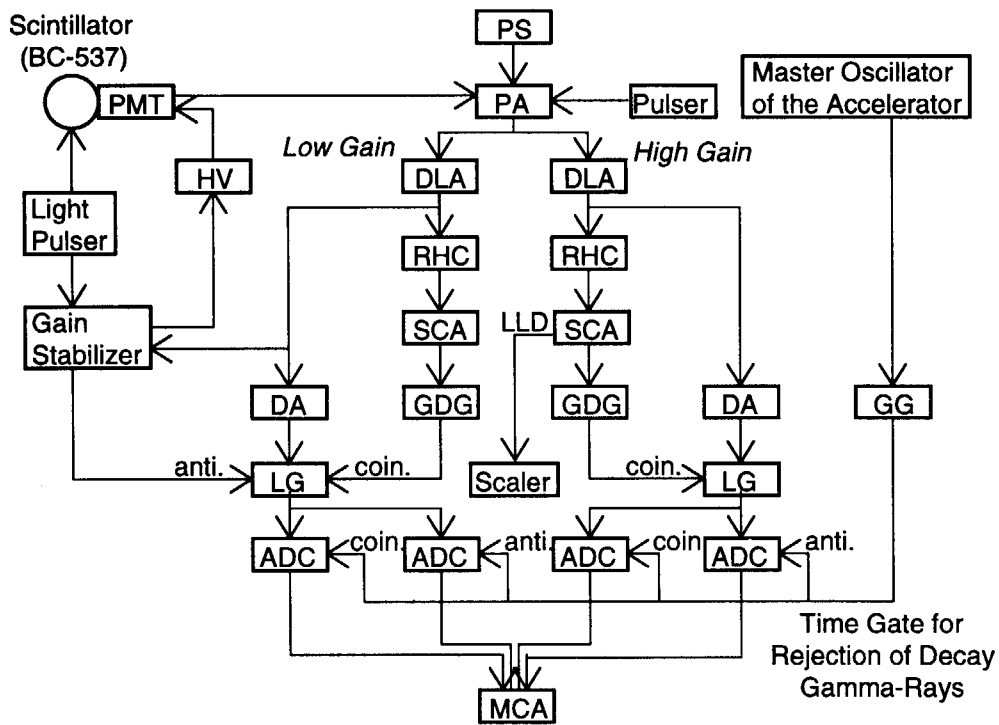 Scintillator
(BC-537)
PMT
PS
PA
Pulser
Master Oscillator
of the Accelerator
Low Gain
High Gain
HV
DLA
DLA
Light
Pulser
RHC
RHC
Gain
Stabilizer
SCA
LLD
SCA
DA
GDG
GDG
DA
GG
anti.
LG
coin.
Scaler
coin.
LG
ADC
coin.
ADC
anti.
ADC
coin
ADC
anti.
Time Gate for
Rejection of Decay
Gamma-Rays
MCA